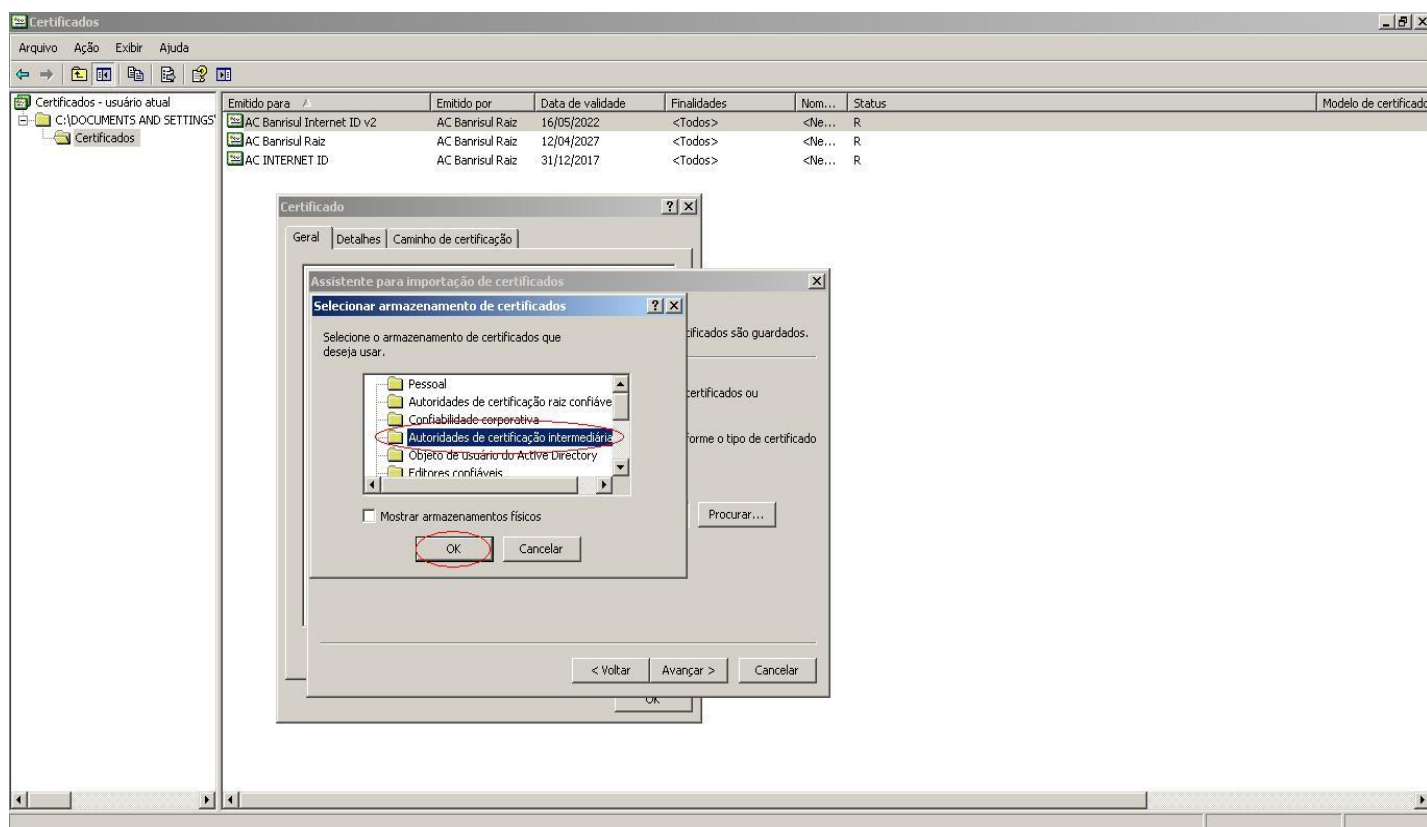 Certificados
Arquivo Ação Exibir Ajuda
Certificados - usuário atual
C:\DOCUMENTS AND SETTINGS'
Certificados
Emitido para Emitido por Data de validade Finalidades Nom... Status Modelo de certificado
AC Banrisul Internet ID v2 AC Banrisul Raiz 16/05/2022 <Todos> <Ne... R
AC Banrisul Raiz AC Banrisul Raiz 12/04/2027 <Todos> <Ne... R
AC INTERNET ID AC Banrisul Raiz 31/12/2017 <Todos> <Ne... R
Certificado
Geral Detalhes Caminho de certificação
Assistente para importação de certificados
Selecionar armazenamento de certificados
Selecione o armazenamento de certificados que
deseja usar.
tificados são guardados.
Pessoal
Autoridades de certificação raiz confiáve
certificados ou
Confiabilidade corporativa
Autoridades de certificação intermediária
forme o tipo de certificado
Objeto de usuário do Active Directory
Editores confiáveis
Mostrar armazenamentos físicos
Procurar...
OK Cancelar
< Voltar Avançar > Cancelar
OK